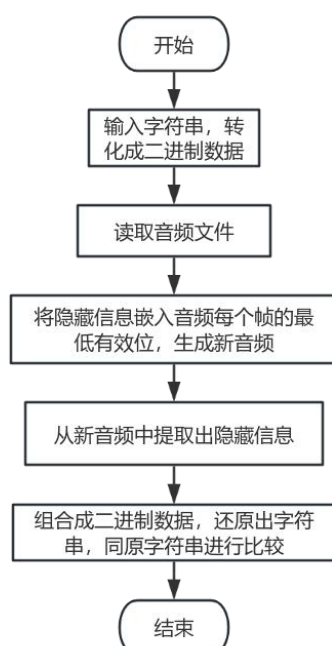 开始
输入字符串，转
化成二进制数据
读取音频文件
将隐藏信息嵌入音频每个帧的最
低有效位，生成新音频
从新音频中提取出隐藏信息
组合成二进制数据，还原出字符
串，同原字符串进行比较
结束